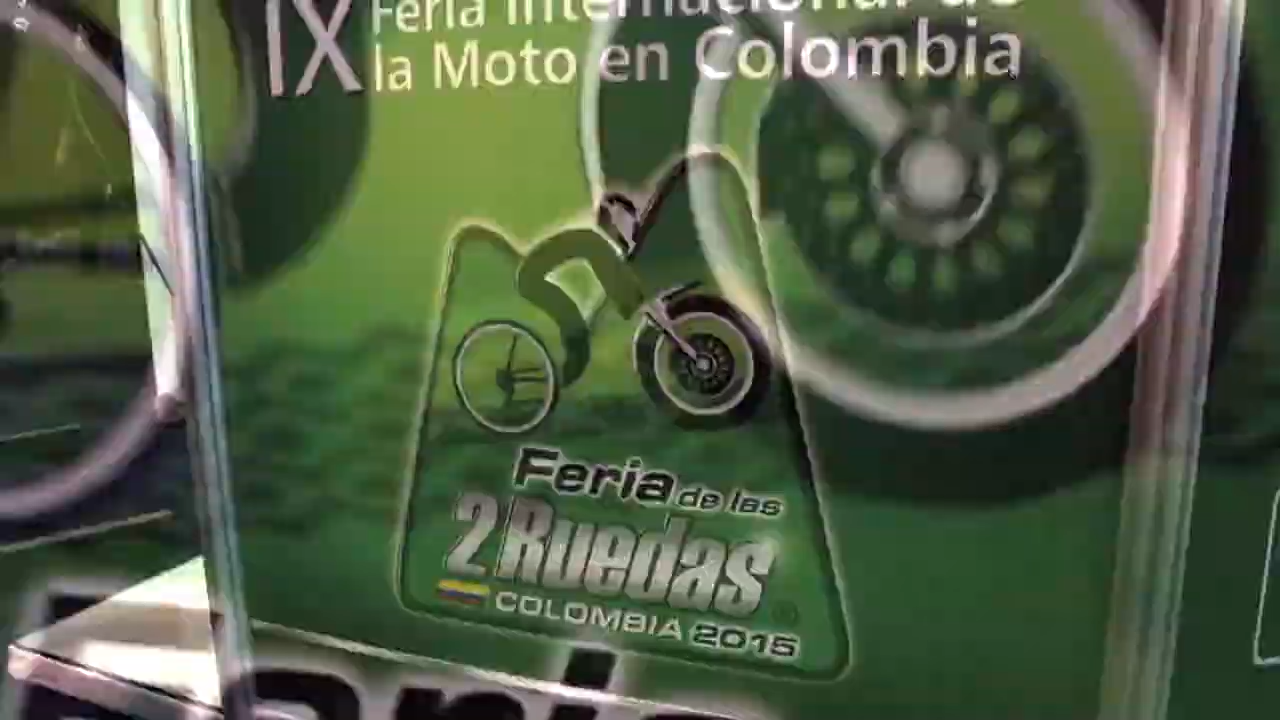 IX Feria Internacional de
la Moto en Colombia
Feria de las
2 Ruedas
COLOMBIA 2015